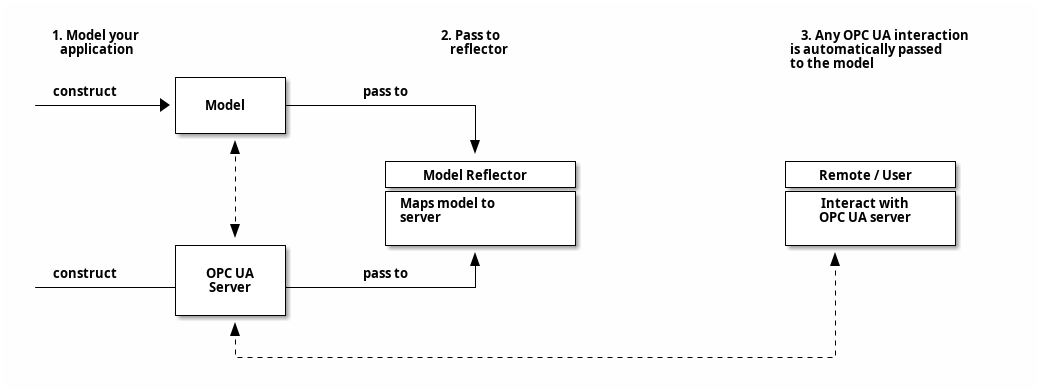 1. Model your
application
2. Pass to
reflector
3. Any OPC UA interaction
is automatically passed
to the model
construct
Model
pass to
Model Reflector
Maps model to
server
Remote / User
Interact with
OPC UA server
construct
OPC UA
Server
pass to